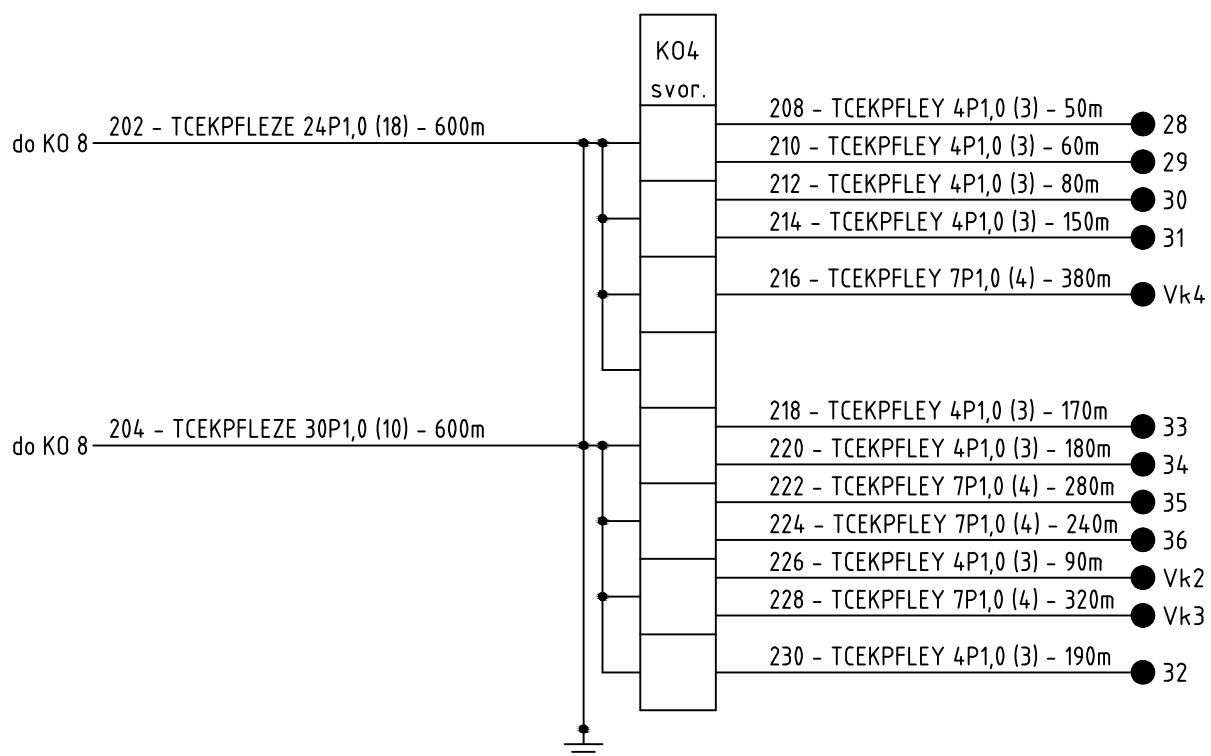 KO4
svor.
do KO 8
202 - TCEKPFLEZE 24P1,0 (18) - 600m
208 - TCEKPFLEY 4P1,0 (3) - 50m
28
210 - TCEKPFLEY 4P1,0 (3) - 60m
29
212 - TCEKPFLEY 4P1,0 (3) - 80m
30
214 - TCEKPFLEY 4P1,0 (3) - 150m
31
216 - TCEKPFLEY 7P1,0 (4) - 380m
Vk4
do KO 8
204 - TCEKPFLEZE 30P1,0 (10) - 600m
218 - TCEKPFLEY 4P1,0 (3) - 170m
33
220 - TCEKPFLEY 4P1,0 (3) - 180m
34
222 - TCEKPFLEY 7P1,0 (4) - 280m
35
224 - TCEKPFLEY 7P1,0 (4) - 240m
36
226 - TCEKPFLEY 4P1,0 (3) - 90m
Vk2
228 - TCEKPFLEY 7P1,0 (4) - 320m
Vk3
230 - TCEKPFLEY 4P1,0 (3) - 190m
32